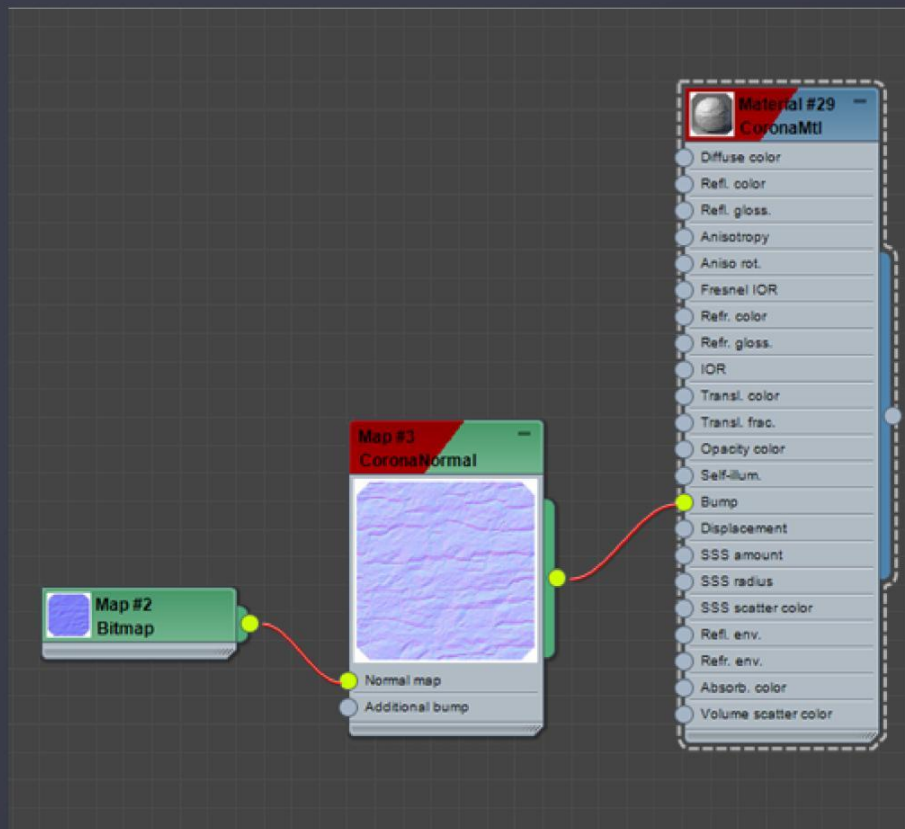 Material #29
CoronaMtl
Diffuse color
Refl. color
Refl. gloss.
Anisotropy
Aniso rot.
Fresnel IOR
Refr. color
Refr. gloss.
IOR
Transl. color
Transl. frac.
Opacity color
Self-illum.
Bump
Displacement
SSS amount
SSS radius
SSS scatter color
Refl. env.
Refr. env.
Absorb. color
Volume scatter color
Map #3
CoronaNormal
Normal map
Additional bump
Map #2
Bitmap